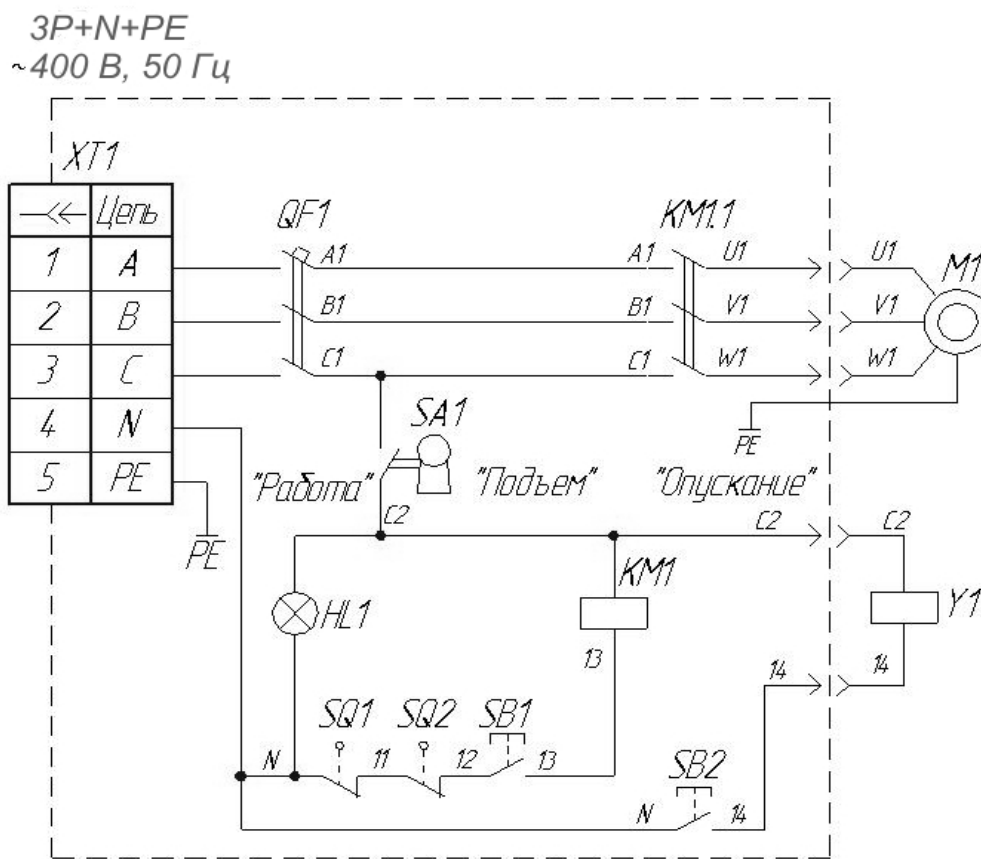 3P+N+PE
~400 В, 50 Гц
XT1
Цепь
QF1
KM1.1
1 A A1 A1 U1 U1 M1
2 B B1 B1 V1 V1
3 C C1 C1 W1 W1
4 N SA1 PE
5 PE "Работа" "Подъем" "Опускание"
PE C2 C2 C2
KM1
HL1 Y1
13 14 14
SQ1 SQ2 SB1
N 11 12 13 SB2
N 14